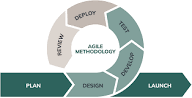 DEPLOY
REVIEW
TEST
AGILE
METHODOLOGY
DEVELOP
PLAN
DESIGN
LAUNCH